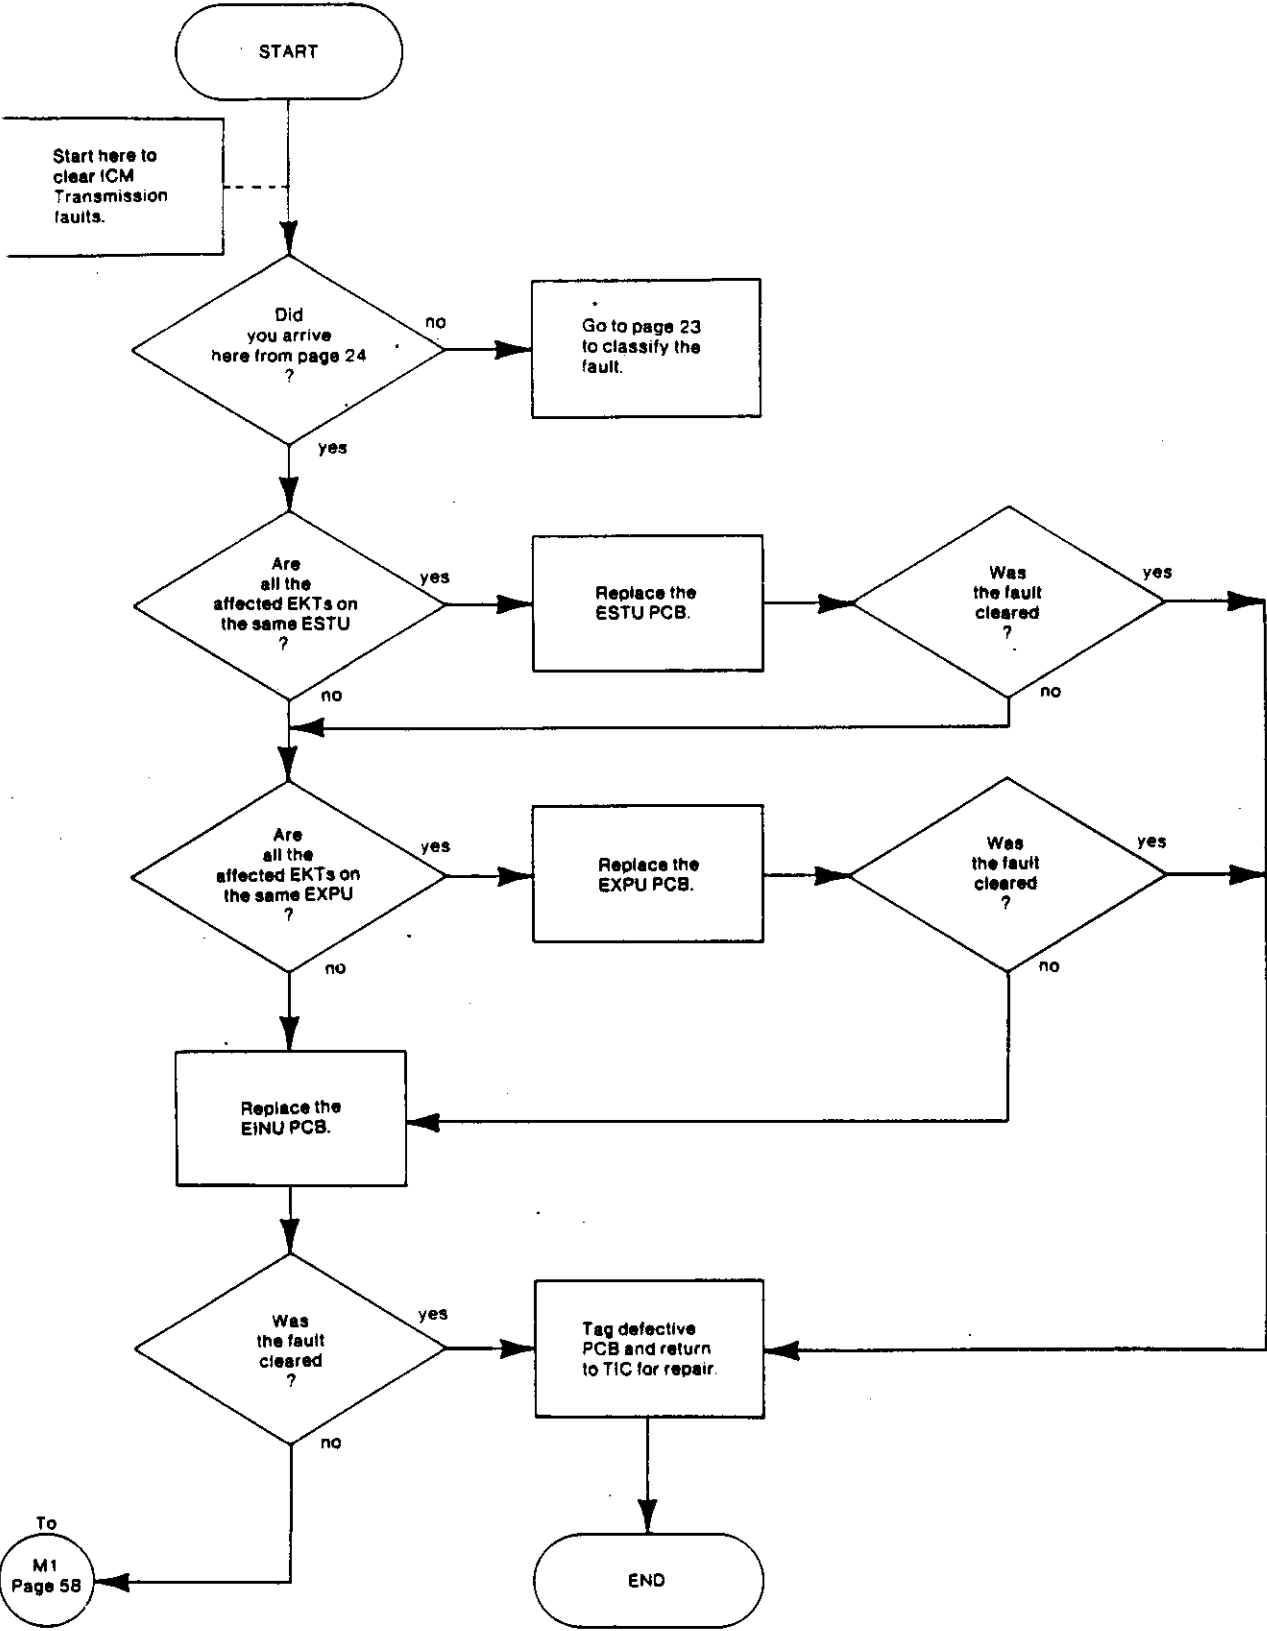 START
Start here to
clear ICM
Transmission
faults.
Did
you arrive
here from page 24
?
no
Go to page 23
to classify the
fault.
yes
Are
all the
affected EKTs on
the same ESTU
?
yes
Replace the
ESTU PCB.
Was
the fault
cleared
?
yes
no
no
Are
all the
affected EKTs on
the same EXPU
?
yes
Replace the
EXPU PCB.
Was
the fault
cleared
?
yes
no
no
Replace the
EINU PCB.
Was
the fault
cleared
?
yes
Tag defective
PCB and return
to TIC for repair.
no
To
M1
Page 58
END